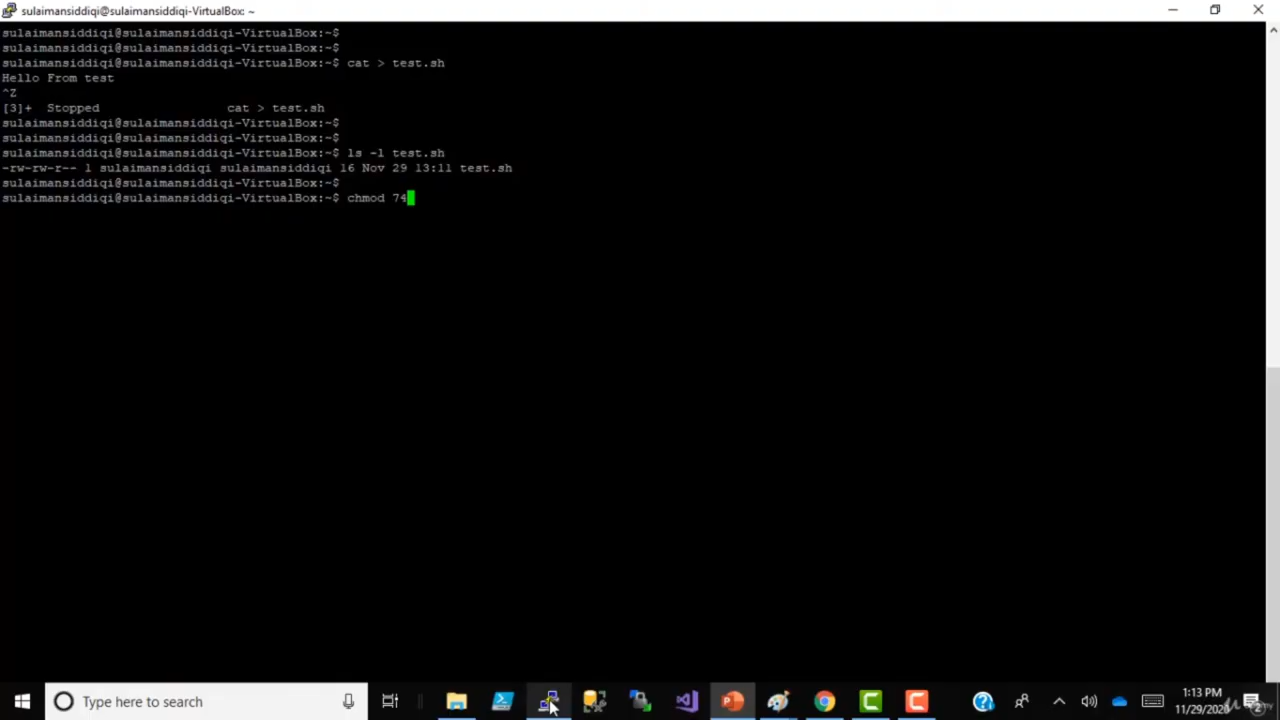 sulaimansiddiqi@sulaimansiddiqi-VirtualBox: ~
sulaimansiddiqi@sulaimansiddiqi-VirtualBox:~$
sulaimansiddiqi@sulaimansiddiqi-VirtualBox:~$
sulaimansiddiqi@sulaimansiddiqi-VirtualBox:~$ cat > test.sh
Hello From test
^Z
[3]+  Stopped                 cat > test.sh
sulaimansiddiqi@sulaimansiddiqi-VirtualBox:~$
sulaimansiddiqi@sulaimansiddiqi-VirtualBox:~$
sulaimansiddiqi@sulaimansiddiqi-VirtualBox:~$ ls -l test.sh
-rw-rw-r-- 1 sulaimansiddiqi sulaimansiddiqi 16 Nov 29 13:11 test.sh
sulaimansiddiqi@sulaimansiddiqi-VirtualBox:~$
sulaimansiddiqi@sulaimansiddiqi-VirtualBox:~$ chmod 74
Type here to search
1:13 PM
11/29/2020